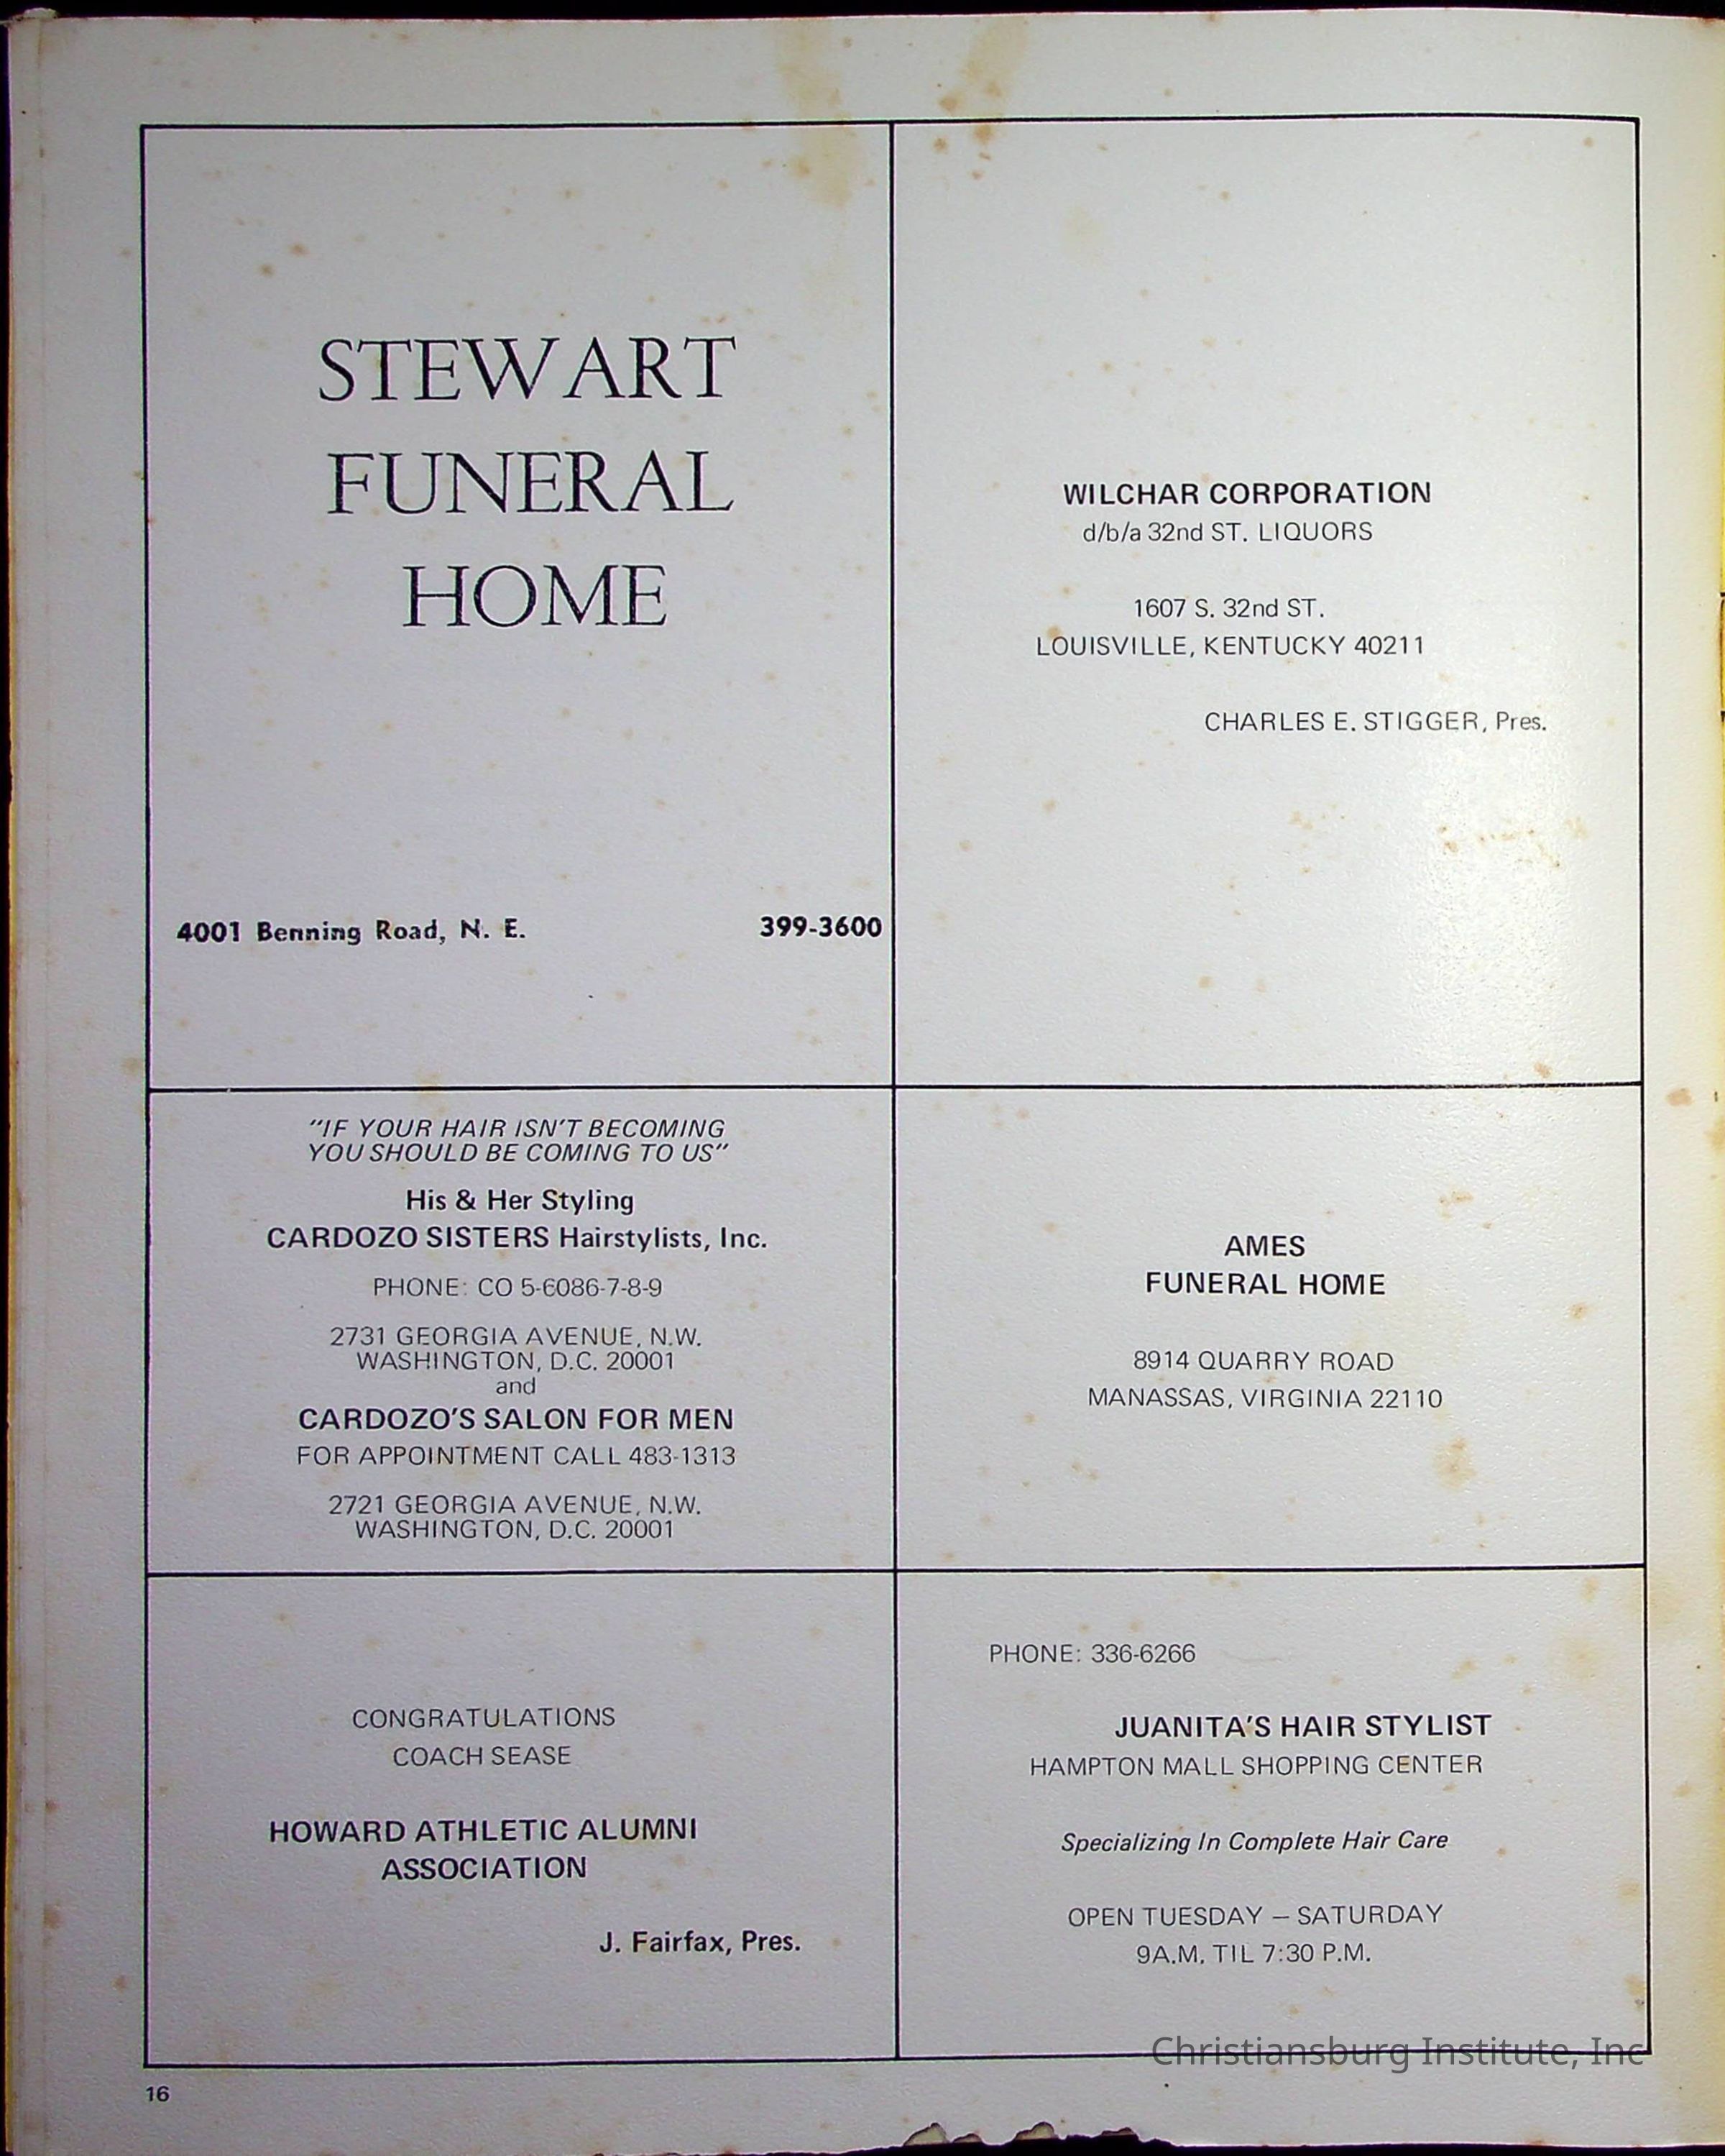 STEWART
FUNERAL
HOME
4001 Benning Road, N. E. 399-3600
WILCHAR CORPORATION
d/b/a 32nd ST. LIQUORS
1607 S. 32nd ST.
LOUISVILLE, KENTUCKY 40211
CHARLES E. STIGGER, Pres.
"IF YOUR HAIR ISN'T BECOMING
YOU SHOULD BE COMING TO US"
His & Her Styling
CARDOZO SISTERS Hairstylists, Inc.
PHONE: CO 5-6086-7-8-9
2731 GEORGIA AVENUE, N.W.
WASHINGTON, D.C. 20001
and
CARDOZO'S SALON FOR MEN
FOR APPOINTMENT CALL 483-1313
2721 GEORGIA AVENUE, N.W.
WASHINGTON, D.C. 20001
AMES
FUNERAL HOME
8914 QUARRY ROAD
MANASSAS, VIRGINIA 22110
CONGRATULATIONS
COACH SEASE
HOWARD ATHLETIC ALUMNI
ASSOCIATION
J. Fairfax, Pres.
PHONE: 336-6266
JUANITA'S HAIR STYLIST
HAMPTON MALL SHOPPING CENTER
Specializing In Complete Hair Care
OPEN TUESDAY – SATURDAY
9A.M. TIL 7:30 P.M.
Christiansburg Institute, Inc
16